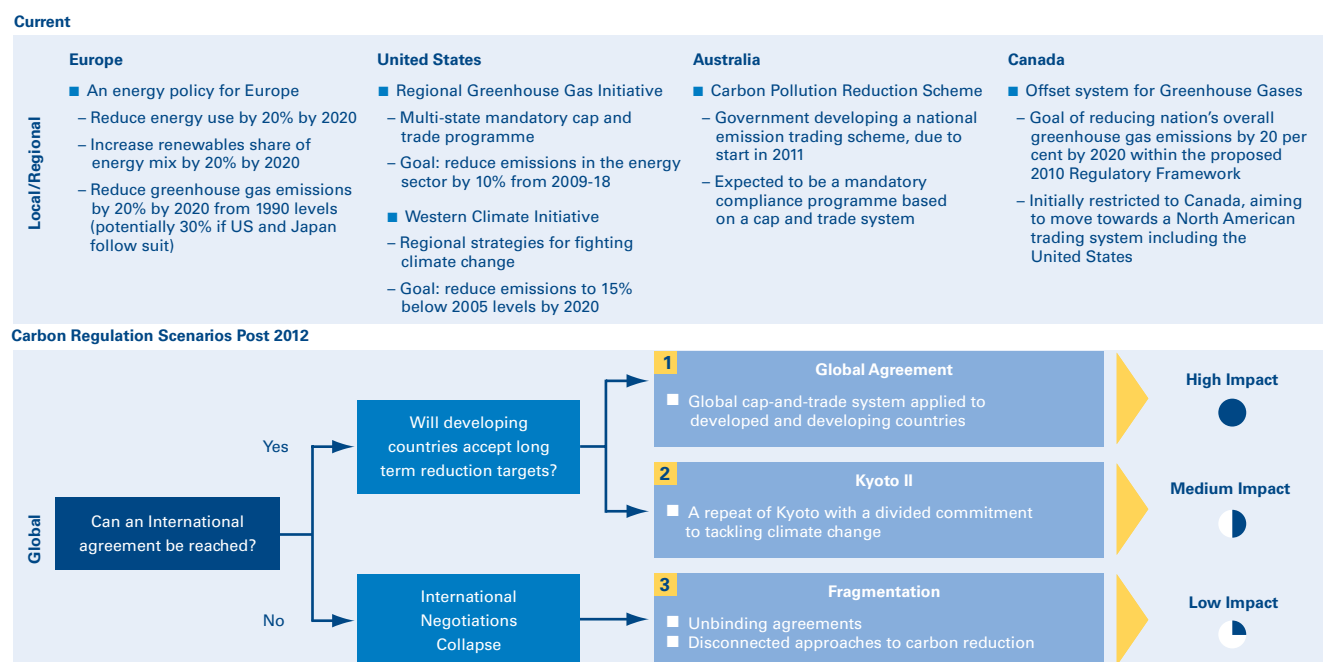 Current
Local/Regional
Europe
■ An energy policy for Europe
– Reduce energy use by 20% by 2020
– Increase renewables share of
energy mix by 20% by 2020
– Reduce greenhouse gas emissions
by 20% by 2020 from 1990 levels
(potentially 30% if US and Japan
follow suit)
United States
■ Regional Greenhouse Gas Initiative
– Multi-state mandatory cap and
trade programme
– Goal: reduce emissions in the energy
sector by 10% from 2009-18
■ Western Climate Initiative
– Regional strategies for fighting
climate change
– Goal: reduce emissions to 15%
below 2005 levels by 2020
Australia
■ Carbon Pollution Reduction Scheme
– Government developing a national
emission trading scheme, due to
start in 2011
– Expected to be a mandatory
compliance programme based
on a cap and trade system
Canada
■ Offset system for Greenhouse Gases
– Goal of reducing nation's overall
greenhouse gas emissions by 20 per
cent by 2020 within the proposed
2010 Regulatory Framework
– Initially restricted to Canada, aiming
to move towards a North American
trading system including the
United States
Carbon Regulation Scenarios Post 2012
Global
Can an International
agreement be reached?
Yes
Will developing
countries accept long
term reduction targets?
1
Global Agreement
■ Global cap-and-trade system applied to
developed and developing countries
High Impact
2
Kyoto II
■ A repeat of Kyoto with a divided commitment
to tackling climate change
Medium Impact
No
International
Negotiations
Collapse
3
Fragmentation
■ Unbinding agreements
■ Disconnected approaches to carbon reduction
Low Impact